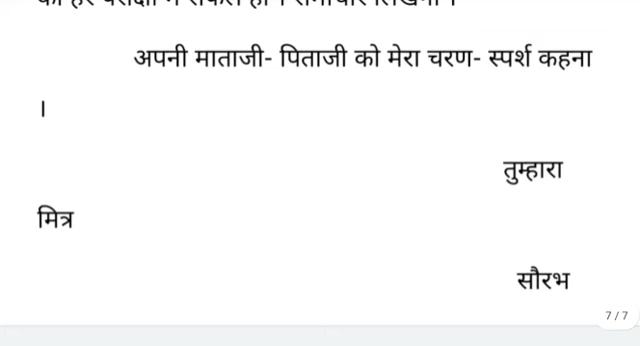 अपनी माताजी- पिताजी को मेरा चरण- स्पर्श कहना
।
तुम्हारा
मित्र
सौरभ
7 / 7